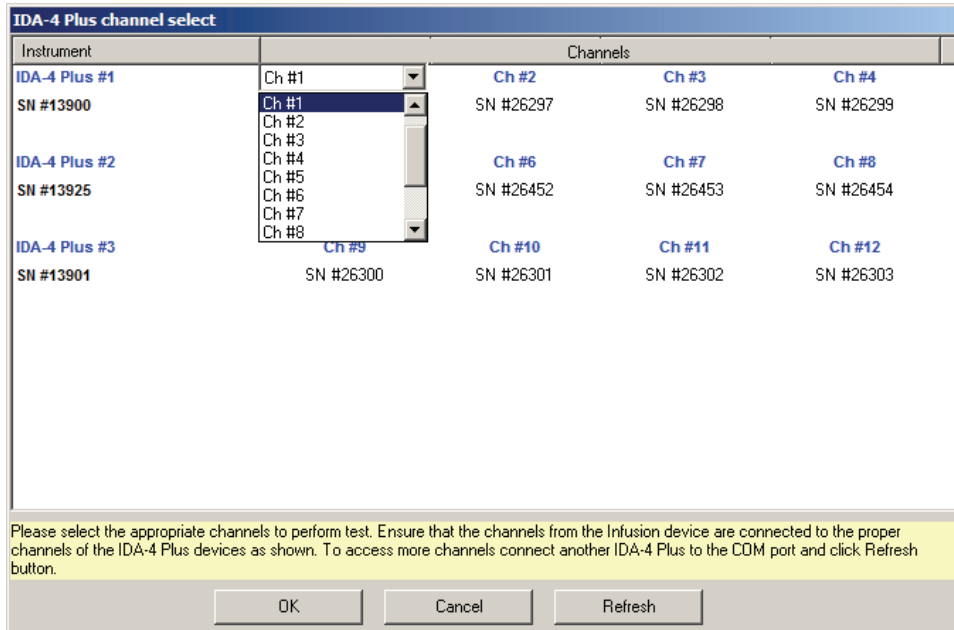 IDA-4 Plus channel select
Instrument Channels
IDA-4 Plus #1 Ch #1 Ch #2 Ch #3 Ch #4
SN #13900 Ch #1 SN #26297 SN #26298 SN #26299
Ch #2
Ch #3
Ch #4
IDA-4 Plus #2 Ch #6 Ch #7 Ch #8
Ch #5
SN #13925 Ch #6 SN #26452 SN #26453 SN #26454
Ch #7
Ch #8
IDA-4 Plus #3 Ch #9 Ch #10 Ch #11 Ch #12
SN #13901 SN #26300 SN #26301 SN #26302 SN #26303
Please select the appropriate channels to perform test. Ensure that the channels from the Infusion device are connected to the proper
channels of the IDA-4 Plus devices as shown. To access more channels connect another IDA-4 Plus to the COM port and click Refresh
button.
OK Cancel Refresh